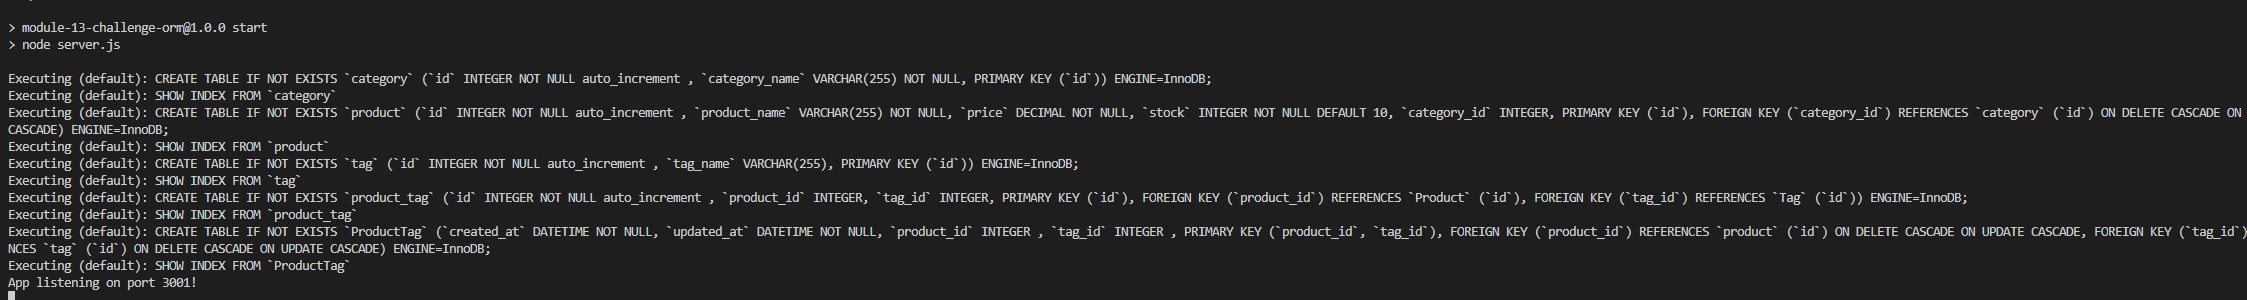 > module-13-challenge-orm@1.0.0 start
> node server.js
Executing (default): CREATE TABLE IF NOT EXISTS `category` (`id` INTEGER NOT NULL auto_increment , `category_name` VARCHAR(255) NOT NULL, PRIMARY KEY (`id`)) ENGINE=InnoDB;
Executing (default): SHOW INDEX FROM `category`
Executing (default): CREATE TABLE IF NOT EXISTS `product` (`id` INTEGER NOT NULL auto_increment , `product_name` VARCHAR(255) NOT NULL, `price` DECIMAL NOT NULL, `stock` INTEGER NOT NULL DEFAULT 10, `category_id` INTEGER, PRIMARY KEY (`id`), FOREIGN KEY (`category_id`) REFERENCES `category` (`id`) ON DELETE CASCADE ON
CASCADE) ENGINE=InnoDB;
Executing (default): SHOW INDEX FROM `product`
Executing (default): CREATE TABLE IF NOT EXISTS `tag` (`id` INTEGER NOT NULL auto_increment , `tag_name` VARCHAR(255), PRIMARY KEY (`id`)) ENGINE=InnoDB;
Executing (default): SHOW INDEX FROM `tag`
Executing (default): CREATE TABLE IF NOT EXISTS `product_tag` (`id` INTEGER NOT NULL auto_increment , `product_id` INTEGER, `tag_id` INTEGER, PRIMARY KEY (`id`), FOREIGN KEY (`product_id`) REFERENCES `Product` (`id`), FOREIGN KEY (`tag_id`) REFERENCES `Tag` (`id`)) ENGINE=InnoDB;
Executing (default): SHOW INDEX FROM `product_tag`
Executing (default): CREATE TABLE IF NOT EXISTS `ProductTag` (`created_at` DATETIME NOT NULL, `updated_at` DATETIME NOT NULL, `product_id` INTEGER , `tag_id` INTEGER , PRIMARY KEY (`product_id`, `tag_id`), FOREIGN KEY (`product_id`) REFERENCES `product` (`id`) ON DELETE CASCADE ON UPDATE CASCADE, FOREIGN KEY (`tag_id`)
NCES `tag` (`id`) ON DELETE CASCADE ON UPDATE CASCADE) ENGINE=InnoDB;
Executing (default): SHOW INDEX FROM `ProductTag`
App listening on port 3001!